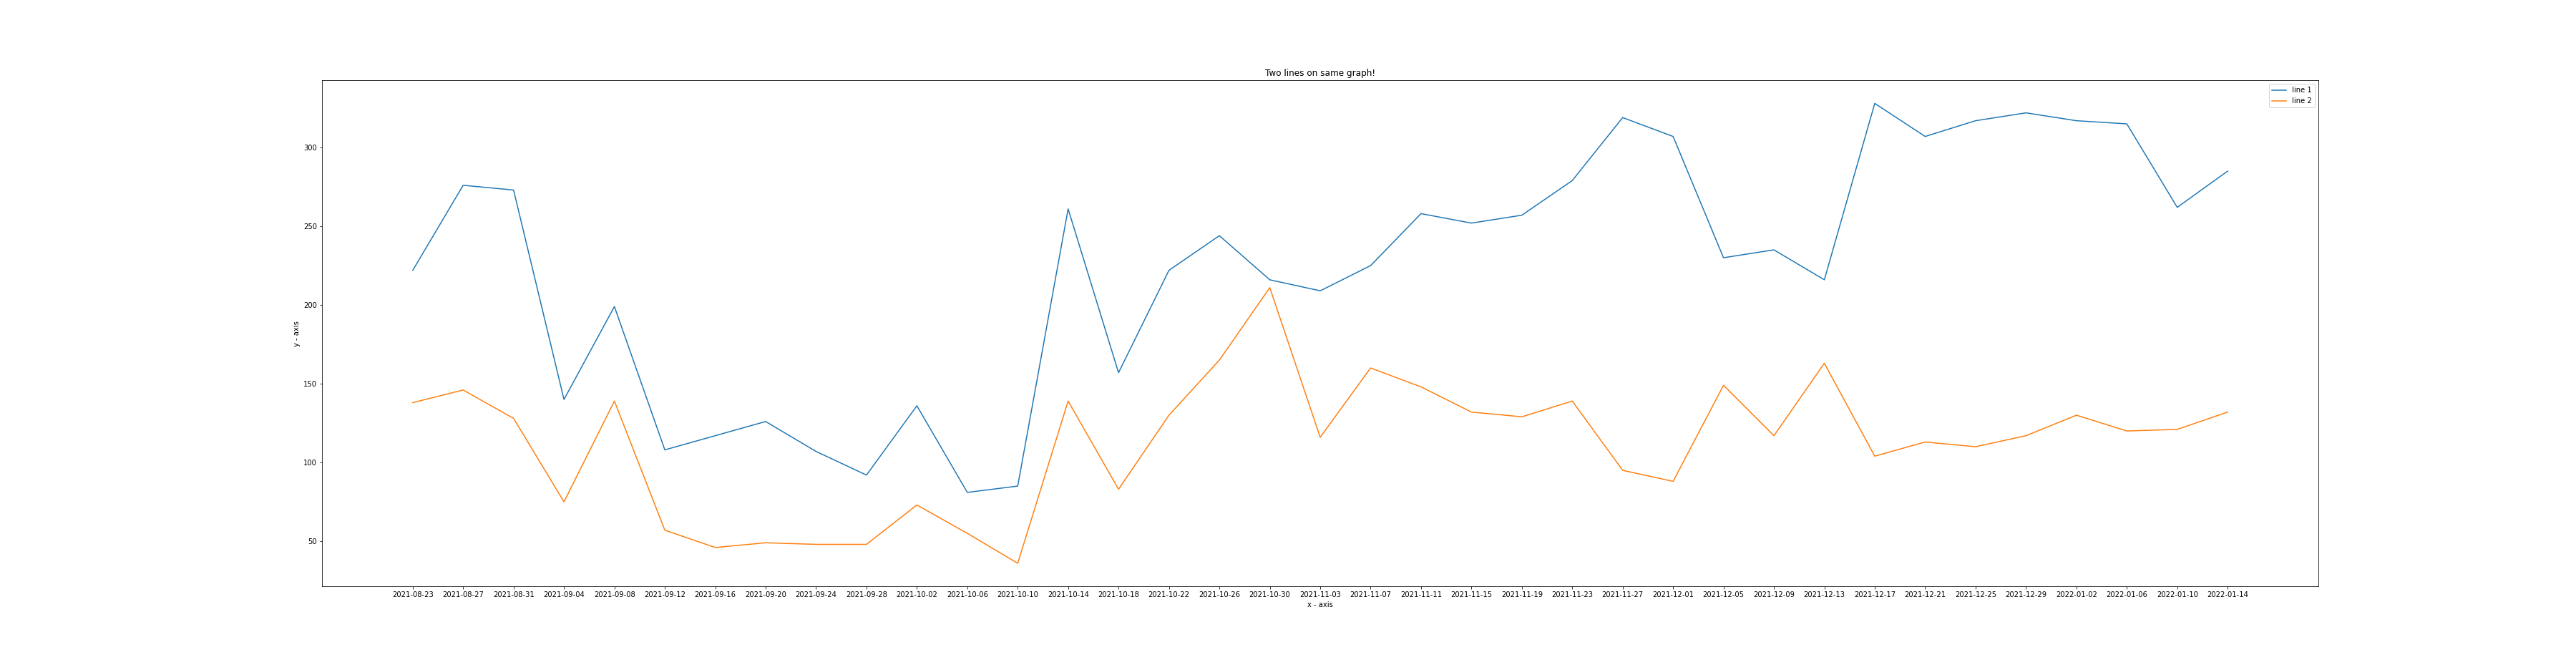 Two lines on same graph!
line 1
line 2
300
250
200
150
100
50
y - axis
2021-08-23 2021-08-27 2021-08-31 2021-09-04 2021-09-08 2021-09-12 2021-09-16 2021-09-20 2021-09-24 2021-09-28 2021-10-02 2021-10-06 2021-10-10 2021-10-14 2021-10-18 2021-10-22 2021-10-26 2021-10-30 2021-11-03 2021-11-07 2021-11-11 2021-11-15 2021-11-19 2021-11-23 2021-11-27 2021-12-01 2021-12-05 2021-12-09 2021-12-13 2021-12-17 2021-12-21 2021-12-25 2021-12-29 2022-01-02 2022-01-06 2022-01-10 2022-01-14
x - axis